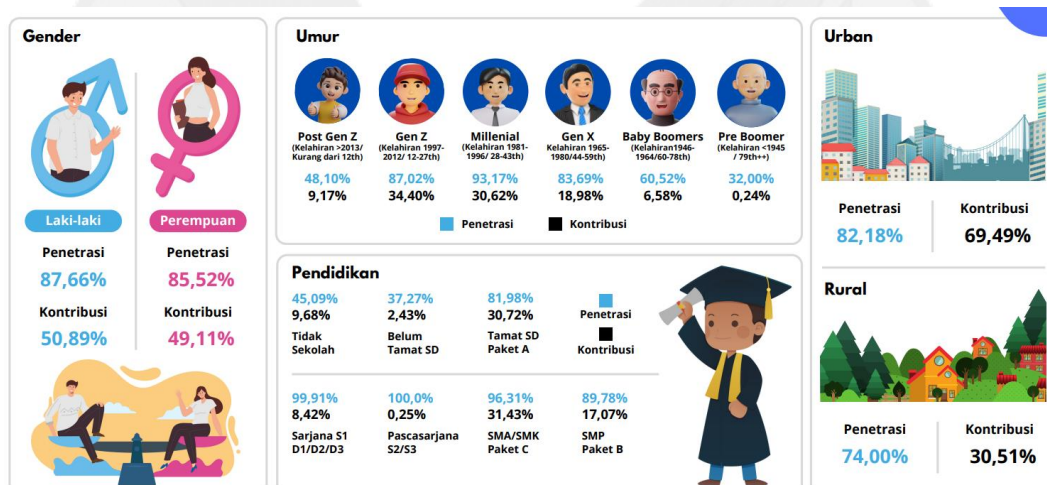 Gender
Laki-laki
Perempuan
Penetrasi
Penetrasi
87,66%
85,52%
Kontribusi
Kontribusi
50,89%
49,11%
Umur
Post Gen Z
(Kelahiran >2013/
Kurang dari 12th)
48,10%
9,17%
Gen Z
(Kelahiran 1997-
2012/ 12-27th)
87,02%
34,40%
Millenial
(Kelahiran 1981-
1996/ 28-43th)
93,17%
30,62%
Gen X
Kelahiran 1965-
1980/44-59th)
83,69%
18,98%
Baby Boomers
(Kelahiran1946-
1964/60-78th)
60,52%
6,58%
Pre Boomer
(Kelahiran <1945
/ 79th++)
32,00%
0,24%
Penetrasi
Kontribusi
Pendidikan
45,09%
9,68%
Tidak
Sekolah
37,27%
2,43%
Belum
Tamat SD
81,98%
30,72%
Tamat SD
Paket A
Penetrasi
Kontribusi
99,91%
8,42%
Sarjana S1
D1/D2/D3
100,0%
0,25%
Pascasarjana
S2/S3
96,31%
31,43%
SMA/SMK
Paket C
89,78%
17,07%
SMP
Paket B
Urban
Penetrasi
Kontribusi
82,18%
69,49%
Rural
Penetrasi
Kontribusi
74,00%
30,51%